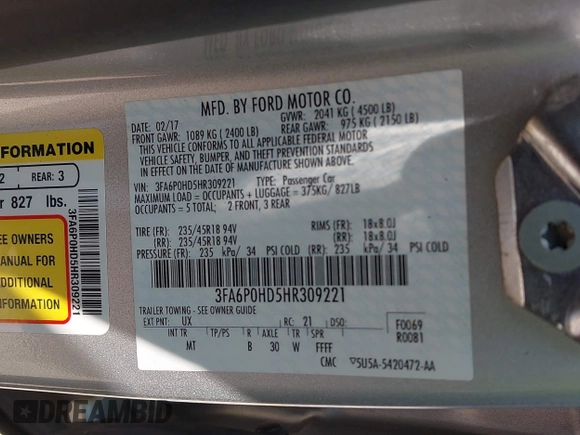 MFD. BY FORD MOTOR CO.
DATE: 02/17 GVWR: 2041 KG (4500 LB)
FRONT GAWR: 1089 KG (2400 LB) REAR GAWR: 975 KG (2150 LB)
THIS VEHICLE CONFORMS TO ALL APPLICABLE FEDERAL MOTOR
VEHICLE SAFETY, BUMPER, AND THEFT PREVENTION STANDARDS
IN EFFECT ON THE DATE OF MANUFACTURE SHOWN ABOVE.
VIN: 3FA6P0HD5HR309221 TYPE: Passenger Car
MAXIMUM LOAD = OCCUPANTS + LUGGAGE = 375KG/ 827LB
OCCUPANTS = 5 TOTAL; 2 FRONT, 3 REAR
TIRE (FR): 235/45R18 94V RIMS (FR): 18x8.0J
(RR): 235/45R18 94V (RR): 18x8.0J
PRESSURE (FR): 235 kPa/ 34 PSI COLD (RR): 235 kPa/ 34 PSI COLD
3FA6P0HD5HR309221
TRAILER TOWING - SEE OWNER GUIDE
EXT PNT: UX RC: 21 DSO:
INT TR TP/PS R AXLE TR SPR
MT B 30 W FFFF
F0069
R0081
CMC 5U5A-5420472-AA
FORMATION
2 REAR: 3
r 827 lbs.
EE OWNERS
MANUAL FOR
ADDITIONAL
INFORMATION
3FA6P0HD5HR309221
DREAMBID